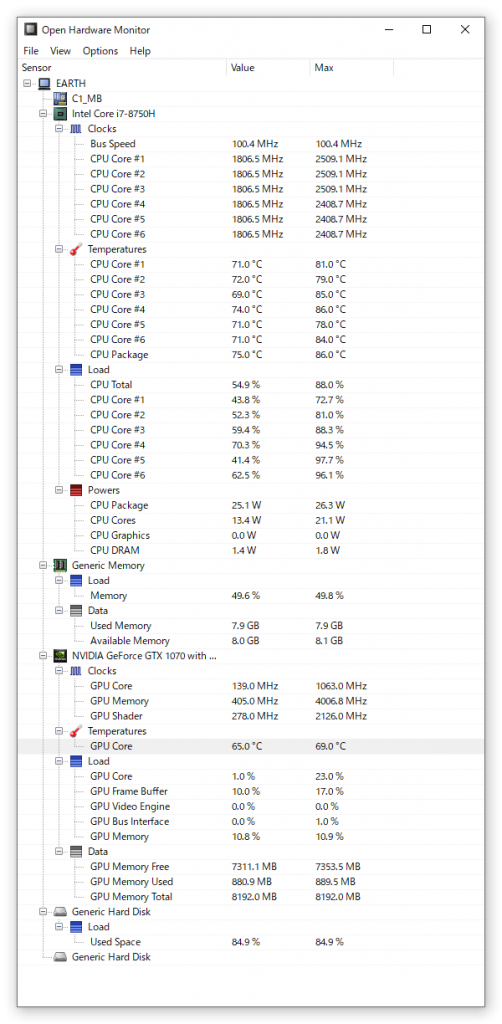 Open Hardware Monitor
File View Options Help
Sensor Value Max
EARTH
C1_MB
Intel Core i7-8750H
Clocks
Bus Speed 100.4 MHz 100.4 MHz
CPU Core #1 1806.5 MHz 2509.1 MHz
CPU Core #2 1806.5 MHz 2509.1 MHz
CPU Core #3 1806.5 MHz 2509.1 MHz
CPU Core #4 1806.5 MHz 2408.7 MHz
CPU Core #5 1806.5 MHz 2408.7 MHz
CPU Core #6 1806.5 MHz 2408.7 MHz
Temperatures
CPU Core #1 71.0 °C 81.0 °C
CPU Core #2 72.0 °C 79.0 °C
CPU Core #3 69.0 °C 85.0 °C
CPU Core #4 74.0 °C 86.0 °C
CPU Core #5 71.0 °C 78.0 °C
CPU Core #6 71.0 °C 84.0 °C
CPU Package 75.0 °C 86.0 °C
Load
CPU Total 54.9 % 88.0 %
CPU Core #1 43.8 % 72.7 %
CPU Core #2 52.3 % 81.0 %
CPU Core #3 59.4 % 88.3 %
CPU Core #4 70.3 % 94.5 %
CPU Core #5 41.4 % 97.7 %
CPU Core #6 62.5 % 96.1 %
Powers
CPU Package 25.1 W 26.3 W
CPU Cores 13.4 W 21.1 W
CPU Graphics 0.0 W 0.0 W
CPU DRAM 1.4 W 1.8 W
Generic Memory
Load
Memory 49.6 % 49.8 %
Data
Used Memory 7.9 GB 7.9 GB
Available Memory 8.0 GB 8.1 GB
NVIDIA GeForce GTX 1070 with ...
Clocks
GPU Core 139.0 MHz 1063.0 MHz
GPU Memory 405.0 MHz 4006.8 MHz
GPU Shader 278.0 MHz 2126.0 MHz
Temperatures
GPU Core 65.0 °C 69.0 °C
Load
GPU Core 1.0 % 23.0 %
GPU Frame Buffer 10.0 % 17.0 %
GPU Video Engine 0.0 % 0.0 %
GPU Bus Interface 0.0 % 1.0 %
GPU Memory 10.8 % 10.9 %
Data
GPU Memory Free 7311.1 MB 7353.5 MB
GPU Memory Used 880.9 MB 889.5 MB
GPU Memory Total 8192.0 MB 8192.0 MB
Generic Hard Disk
Load
Used Space 84.9 % 84.9 %
Generic Hard Disk